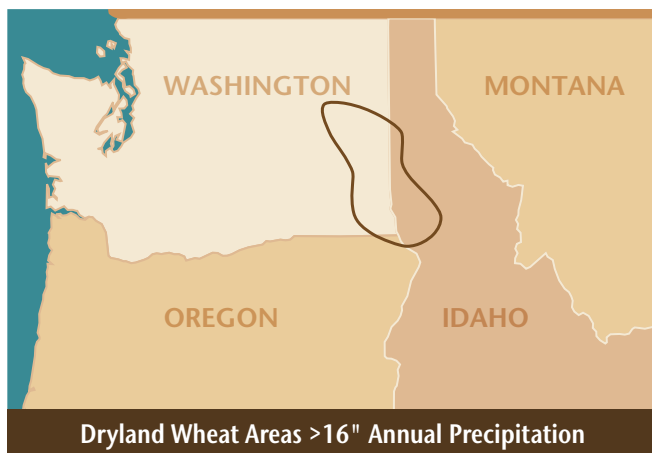 WASHINGTON
MONTANA
OREGON
IDAHO
Dryland Wheat Areas >16" Annual Precipitation